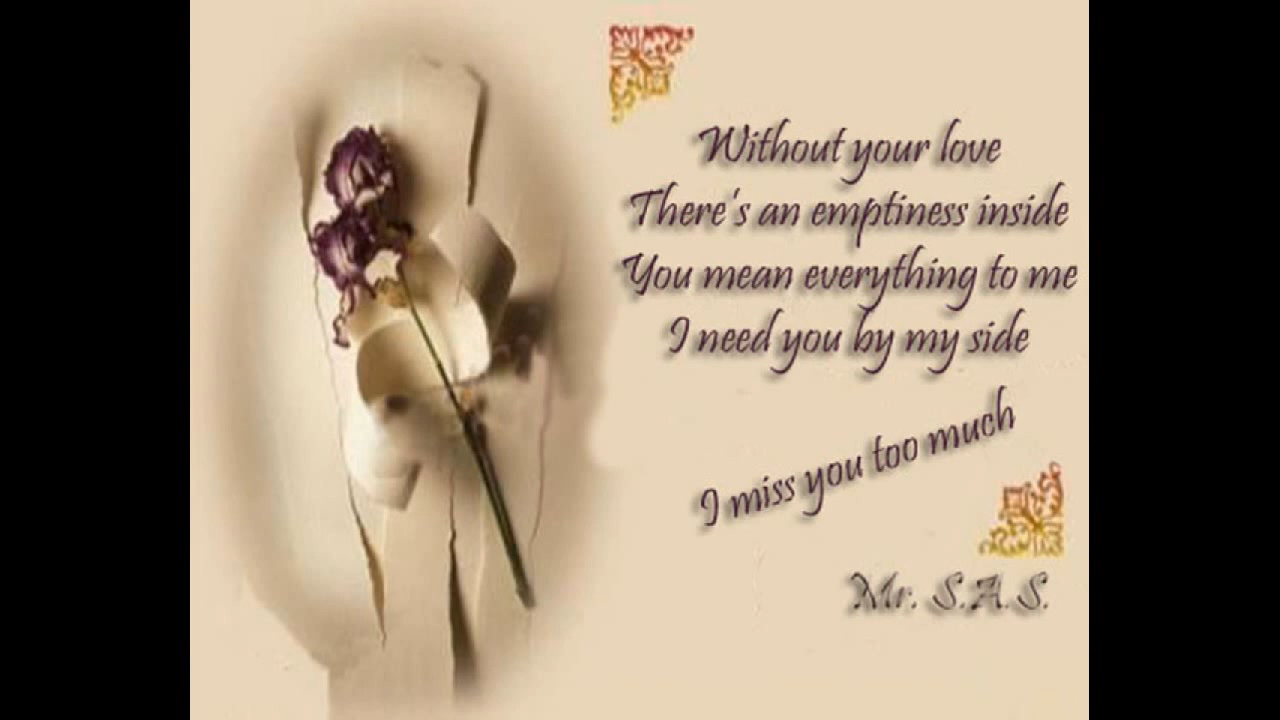 Without your love
There's an emptiness inside
You mean everything to me
I need you by my side
I miss you too much
Mr. S.A.S.